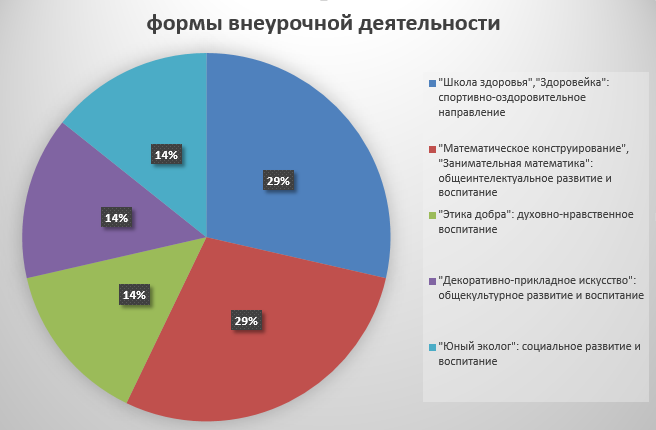 формы внеурочной деятельности
29%
29%
14%
14%
14%
"Школа здоровья","Здоровейка":
спортивно-оздоровительное
направление
"Математическое конструирование",
"Занимательная математика":
общеинтелектуальное развитие и
воспитание
"Этика добра": духовно-нравственное
воспитание
"Декоративно-прикладное искусство":
общекультурное развитие и воспитание
"Юный эколог": социальное развитие и
воспитание